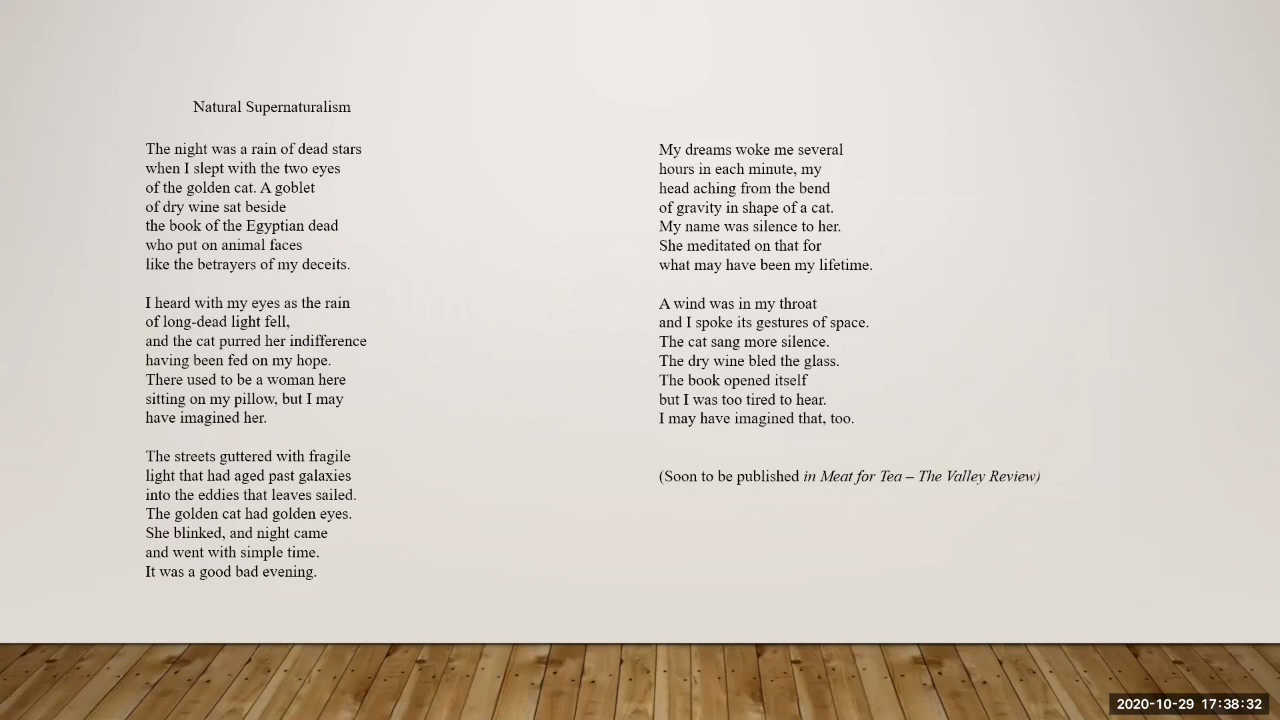 Natural Supernaturalism
The night was a rain of dead stars
when I slept with the two eyes
of the golden cat. A goblet
of dry wine sat beside
the book of the Egyptian dead
who put on animal faces
like the betrayers of my deceits.
I heard with my eyes as the rain
of long-dead light fell,
and the cat purred her indifference
having been fed on my hope.
There used to be a woman here
sitting on my pillow, but I may
have imagined her.
The streets guttered with fragile
light that had aged past galaxies
into the eddies that leaves sailed.
The golden cat had golden eyes.
She blinked, and night came
and went with simple time.
It was a good bad evening.
My dreams woke me several
hours in each minute, my
head aching from the bend
of gravity in shape of a cat.
My name was silence to her.
She meditated on that for
what may have been my lifetime.
A wind was in my throat
and I spoke its gestures of space.
The cat sang more silence.
The dry wine bled the glass.
The book opened itself
but I was too tired to hear.
I may have imagined that, too.
(Soon to be published in Meat for Tea – The Valley Review)
2020-10-29 17:38:32